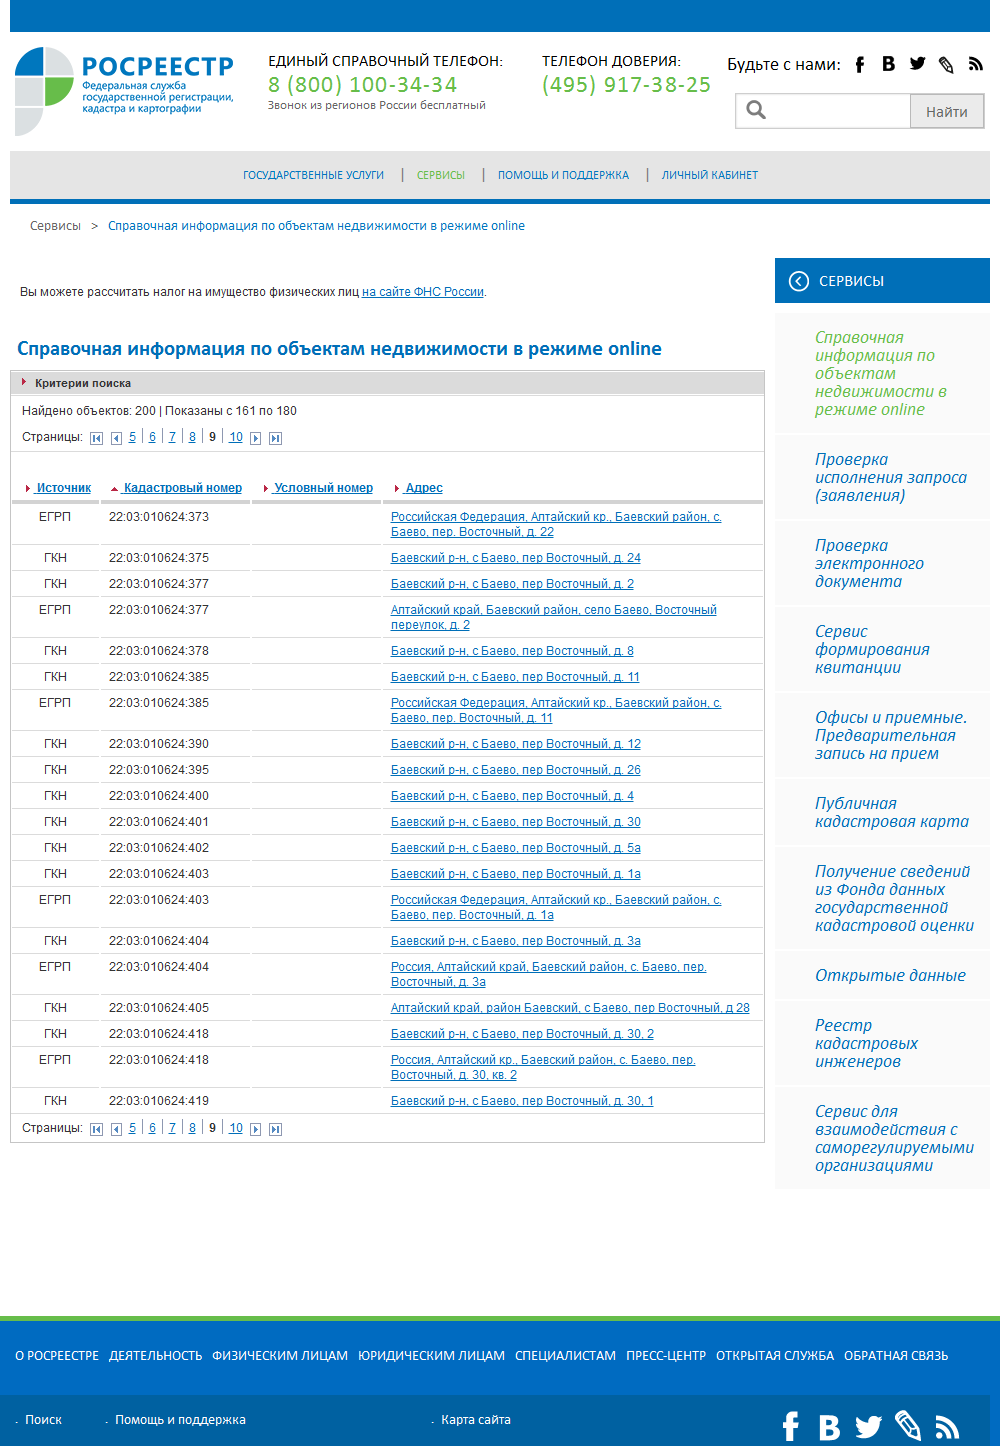 РОСРЕЕСТР
Федеральная служба
государственной регистрации,
кадастра и картографии
ЕДИНЫЙ СПРАВОЧНЫЙ ТЕЛЕФОН:
8 (800) 100-34-34
Звонок из регионов России бесплатный
ТЕЛЕФОН ДОВЕРИЯ:
(495) 917-38-25
Будьте с нами:
Найти
ГОСУДАРСТВЕННЫЕ УСЛУГИ | СЕРВИСЫ | ПОМОЩЬ И ПОДДЕРЖКА | ЛИЧНЫЙ КАБИНЕТ
Сервисы > Справочная информация по объектам недвижимости в режиме online
Вы можете рассчитать налог на имущество физических лиц на сайте ФНС России.
Справочная информация по объектам недвижимости в режиме online
Критерии поиска
Найдено объектов: 200 | Показаны с 161 по 180
Страницы: 5 | 6 | 7 | 8 | 9 | 10
Источник Кадастровый номер Условный номер Адрес
ЕГРП 22:03:010624:373 Российская Федерация, Алтайский кр., Баевский район, с.
Баево, пер. Восточный, д. 22
ГКН 22:03:010624:375 Баевский р-н, с Баево, пер Восточный, д. 24
ГКН 22:03:010624:377 Баевский р-н, с Баево, пер Восточный, д. 2
ЕГРП 22:03:010624:377 Алтайский край, Баевский район, село Баево, Восточный
переулок, д. 2
ГКН 22:03:010624:378 Баевский р-н, с Баево, пер Восточный, д. 8
ГКН 22:03:010624:385 Баевский р-н, с Баево, пер Восточный, д. 11
ЕГРП 22:03:010624:385 Российская Федерация, Алтайский кр., Баевский район, с.
Баево, пер. Восточный, д. 11
ГКН 22:03:010624:390 Баевский р-н, с Баево, пер Восточный, д. 12
ГКН 22:03:010624:395 Баевский р-н, с Баево, пер Восточный, д. 26
ГКН 22:03:010624:400 Баевский р-н, с Баево, пер Восточный, д. 4
ГКН 22:03:010624:401 Баевский р-н, с Баево, пер Восточный, д. 30
ГКН 22:03:010624:402 Баевский р-н, с Баево, пер Восточный, д. 5а
ГКН 22:03:010624:403 Баевский р-н, с Баево, пер Восточный, д. 1а
ЕГРП 22:03:010624:403 Российская Федерация, Алтайский кр., Баевский район, с.
Баево, пер. Восточный, д. 1а
ГКН 22:03:010624:404 Баевский р-н, с Баево, пер Восточный, д. 3а
ЕГРП 22:03:010624:404 Россия, Алтайский край, Баевский район, с. Баево, пер.
Восточный, д. 3а
ГКН 22:03:010624:405 Алтайский край, район Баевский, с Баево, пер Восточный, д 28
ГКН 22:03:010624:418 Баевский р-н, с Баево, пер Восточный, д. 30, 2
ЕГРП 22:03:010624:418 Россия, Алтайский кр., Баевский район, с. Баево, пер.
Восточный, д. 30, кв. 2
ГКН 22:03:010624:419 Баевский р-н, с Баево, пер Восточный, д. 30, 1
Страницы: 5 | 6 | 7 | 8 | 9 | 10
СЕРВИСЫ
Справочная
информация по
объектам
недвижимости в
режиме online
Проверка
исполнения запроса
(заявления)
Проверка
электронного
документа
Сервис
формирования
квитанции
Офисы и приемные.
Предварительная
запись на прием
Публичная
кадастровая карта
Получение сведений
из Фонда данных
государственной
кадастровой оценки
Открытые данные
Реестр
кадастровых
инженеров
Сервис для
взаимодействия с
саморегулируемыми
организациями
О РОСРЕЕСТРЕ ДЕЯТЕЛЬНОСТЬ ФИЗИЧЕСКИМ ЛИЦАМ ЮРИДИЧЕСКИМ ЛИЦАМ СПЕЦИАЛИСТАМ ПРЕСС-ЦЕНТР ОТКРЫТАЯ СЛУЖБА ОБРАТНАЯ СВЯЗЬ
Поиск Помощь и поддержка Карта сайта